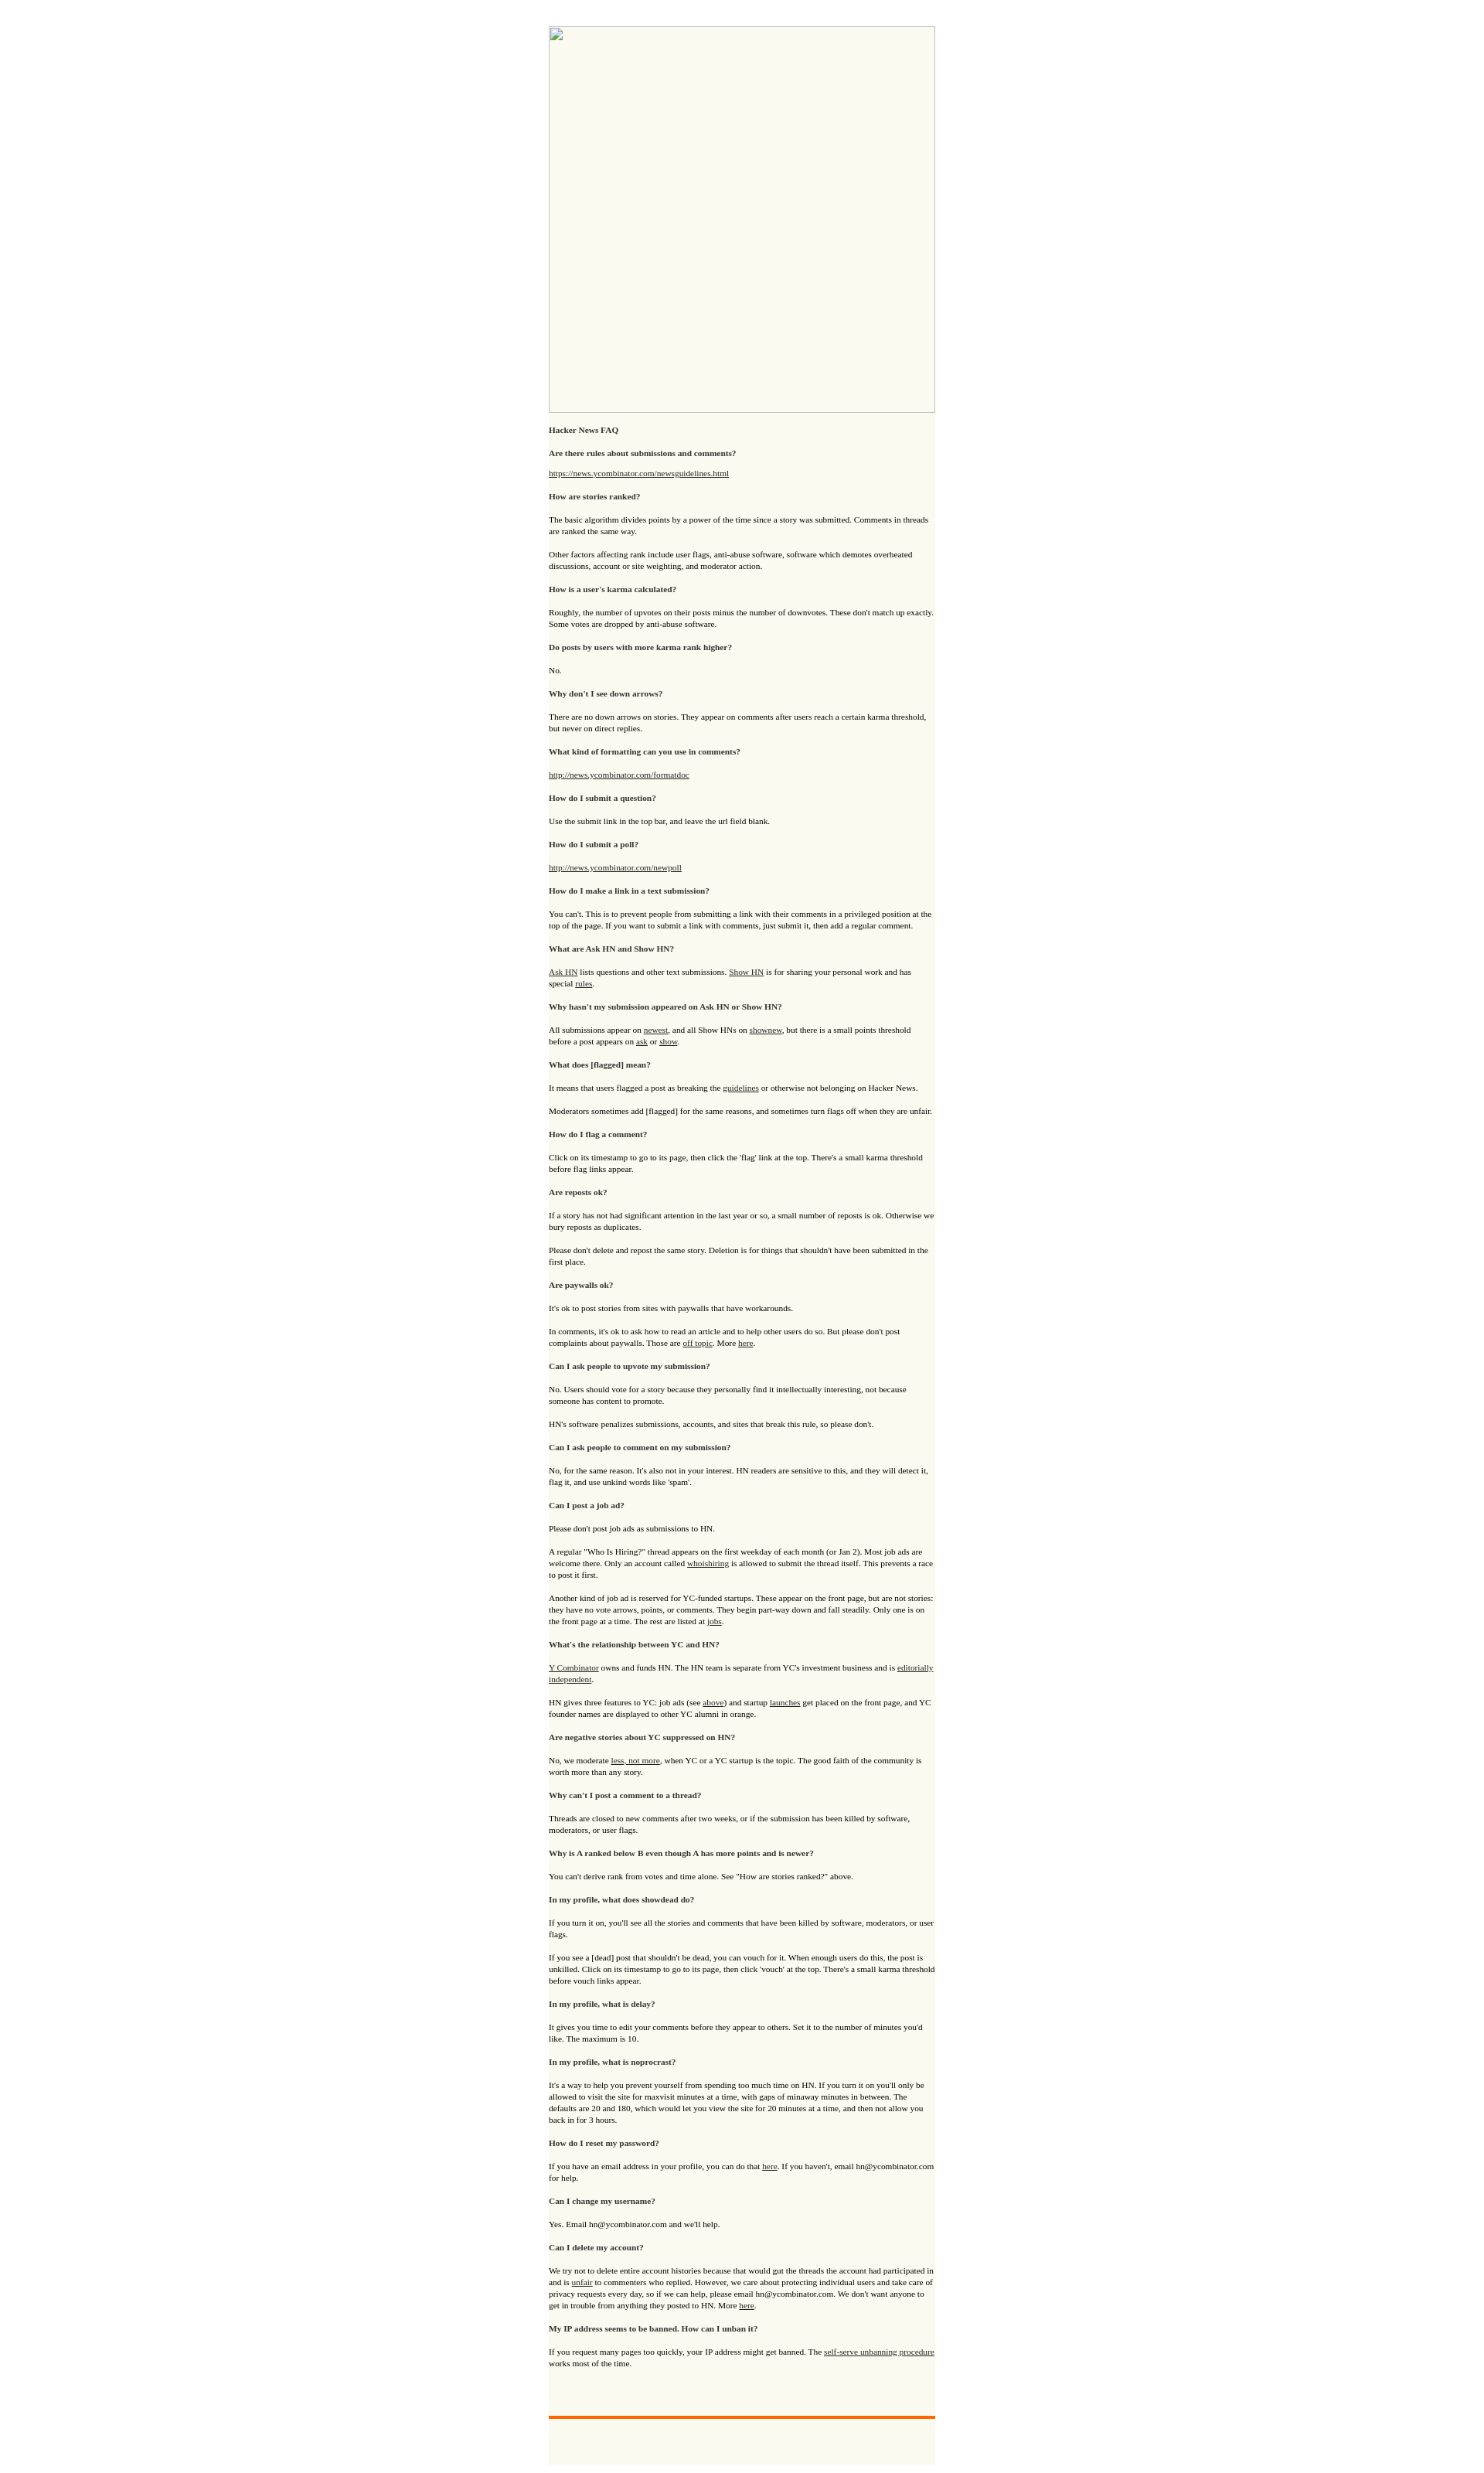 Hacker News FAQ
Are there rules about submissions and comments?
https://news.ycombinator.com/newsguidelines.html
How are stories ranked?
The basic algorithm divides points by a power of the time since a story was submitted. Comments in threads
are ranked the same way.
Other factors affecting rank include user flags, anti-abuse software, software which demotes overheated
discussions, account or site weighting, and moderator action.
How is a user's karma calculated?
Roughly, the number of upvotes on their posts minus the number of downvotes. These don't match up exactly.
Some votes are dropped by anti-abuse software.
Do posts by users with more karma rank higher?
No.
Why don't I see down arrows?
There are no down arrows on stories. They appear on comments after users reach a certain karma threshold,
but never on direct replies.
What kind of formatting can you use in comments?
http://news.ycombinator.com/formatdoc
How do I submit a question?
Use the submit link in the top bar, and leave the url field blank.
How do I submit a poll?
http://news.ycombinator.com/newpoll
How do I make a link in a text submission?
You can't. This is to prevent people from submitting a link with their comments in a privileged position at the
top of the page. If you want to submit a link with comments, just submit it, then add a regular comment.
What are Ask HN and Show HN?
Ask HN lists questions and other text submissions. Show HN is for sharing your personal work and has
special rules.
Why hasn't my submission appeared on Ask HN or Show HN?
All submissions appear on newest, and all Show HNs on shownew, but there is a small points threshold
before a post appears on ask or show.
What does [flagged] mean?
It means that users flagged a post as breaking the guidelines or otherwise not belonging on Hacker News.
Moderators sometimes add [flagged] for the same reasons, and sometimes turn flags off when they are unfair.
How do I flag a comment?
Click on its timestamp to go to its page, then click the 'flag' link at the top. There's a small karma threshold
before flag links appear.
Are reposts ok?
If a story has not had significant attention in the last year or so, a small number of reposts is ok. Otherwise we
bury reposts as duplicates.
Please don't delete and repost the same story. Deletion is for things that shouldn't have been submitted in the
first place.
Are paywalls ok?
It's ok to post stories from sites with paywalls that have workarounds.
In comments, it's ok to ask how to read an article and to help other users do so. But please don't post
complaints about paywalls. Those are off topic. More here.
Can I ask people to upvote my submission?
No. Users should vote for a story because they personally find it intellectually interesting, not because
someone has content to promote.
HN's software penalizes submissions, accounts, and sites that break this rule, so please don't.
Can I ask people to comment on my submission?
No, for the same reason. It's also not in your interest. HN readers are sensitive to this, and they will detect it,
flag it, and use unkind words like 'spam'.
Can I post a job ad?
Please don't post job ads as submissions to HN.
A regular "Who Is Hiring?" thread appears on the first weekday of each month (or Jan 2). Most job ads are
welcome there. Only an account called whoishiring is allowed to submit the thread itself. This prevents a race
to post it first.
Another kind of job ad is reserved for YC-funded startups. These appear on the front page, but are not stories:
they have no vote arrows, points, or comments. They begin part-way down and fall steadily. Only one is on
the front page at a time. The rest are listed at jobs.
What's the relationship between YC and HN?
Y Combinator owns and funds HN. The HN team is separate from YC's investment business and is editorially
independent.
HN gives three features to YC: job ads (see above) and startup launches get placed on the front page, and YC
founder names are displayed to other YC alumni in orange.
Are negative stories about YC suppressed on HN?
No, we moderate less, not more, when YC or a YC startup is the topic. The good faith of the community is
worth more than any story.
Why can't I post a comment to a thread?
Threads are closed to new comments after two weeks, or if the submission has been killed by software,
moderators, or user flags.
Why is A ranked below B even though A has more points and is newer?
You can't derive rank from votes and time alone. See "How are stories ranked?" above.
In my profile, what does showdead do?
If you turn it on, you'll see all the stories and comments that have been killed by software, moderators, or user
flags.
If you see a [dead] post that shouldn't be dead, you can vouch for it. When enough users do this, the post is
unkilled. Click on its timestamp to go to its page, then click 'vouch' at the top. There's a small karma threshold
before vouch links appear.
In my profile, what is delay?
It gives you time to edit your comments before they appear to others. Set it to the number of minutes you'd
like. The maximum is 10.
In my profile, what is noprocrast?
It's a way to help you prevent yourself from spending too much time on HN. If you turn it on you'll only be
allowed to visit the site for maxvisit minutes at a time, with gaps of minaway minutes in between. The
defaults are 20 and 180, which would let you view the site for 20 minutes at a time, and then not allow you
back in for 3 hours.
How do I reset my password?
If you have an email address in your profile, you can do that here. If you haven't, email hn@ycombinator.com
for help.
Can I change my username?
Yes. Email hn@ycombinator.com and we'll help.
Can I delete my account?
We try not to delete entire account histories because that would gut the threads the account had participated in
and is unfair to commenters who replied. However, we care about protecting individual users and take care of
privacy requests every day, so if we can help, please email hn@ycombinator.com. We don't want anyone to
get in trouble from anything they posted to HN. More here.
My IP address seems to be banned. How can I unban it?
If you request many pages too quickly, your IP address might get banned. The self-serve unbanning procedure
works most of the time.